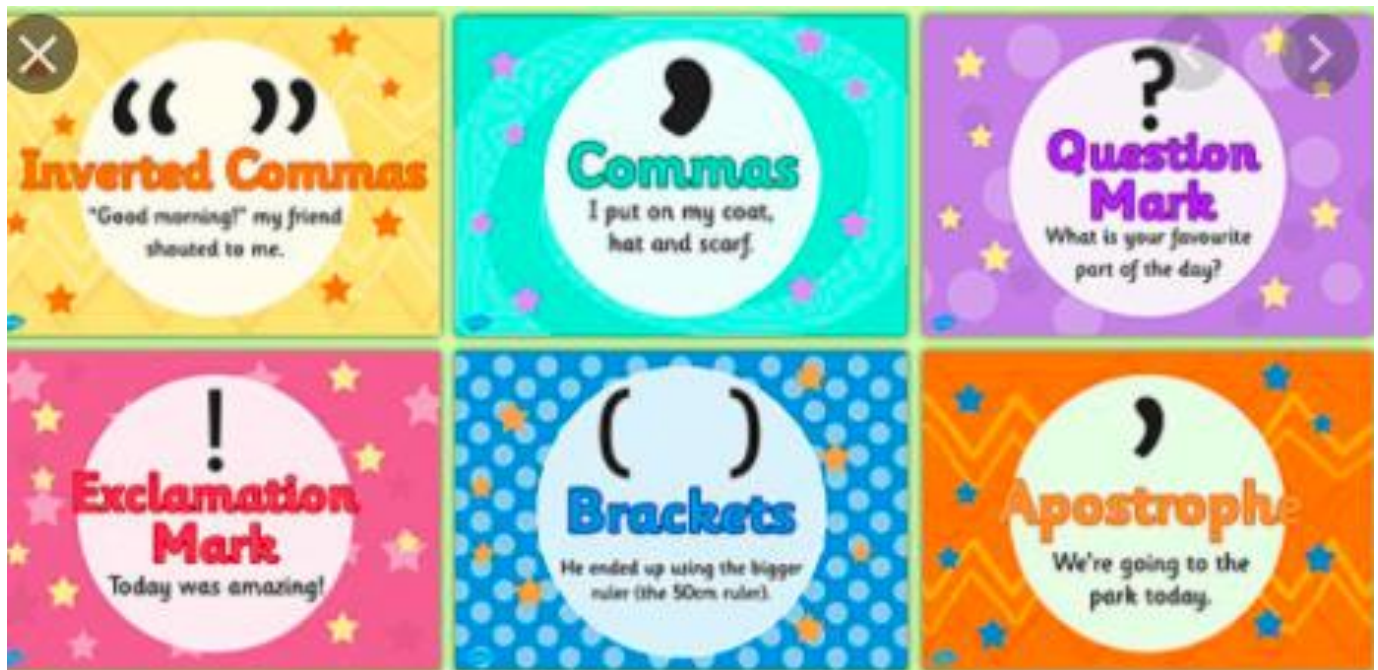 “ ”
Inverted Commas
"Good morning!" my friend
shouted to me.
,
Commas
I put on my coat,
hat and scarf.
?
Question
Mark
What is your favourite
part of the day?
!
Exclamation
Mark
Today was amazing!
( )
Brackets
He ended up using the bigger
ruler (the 50cm ruler).
’
Apostrophe
We're going to the
park today.